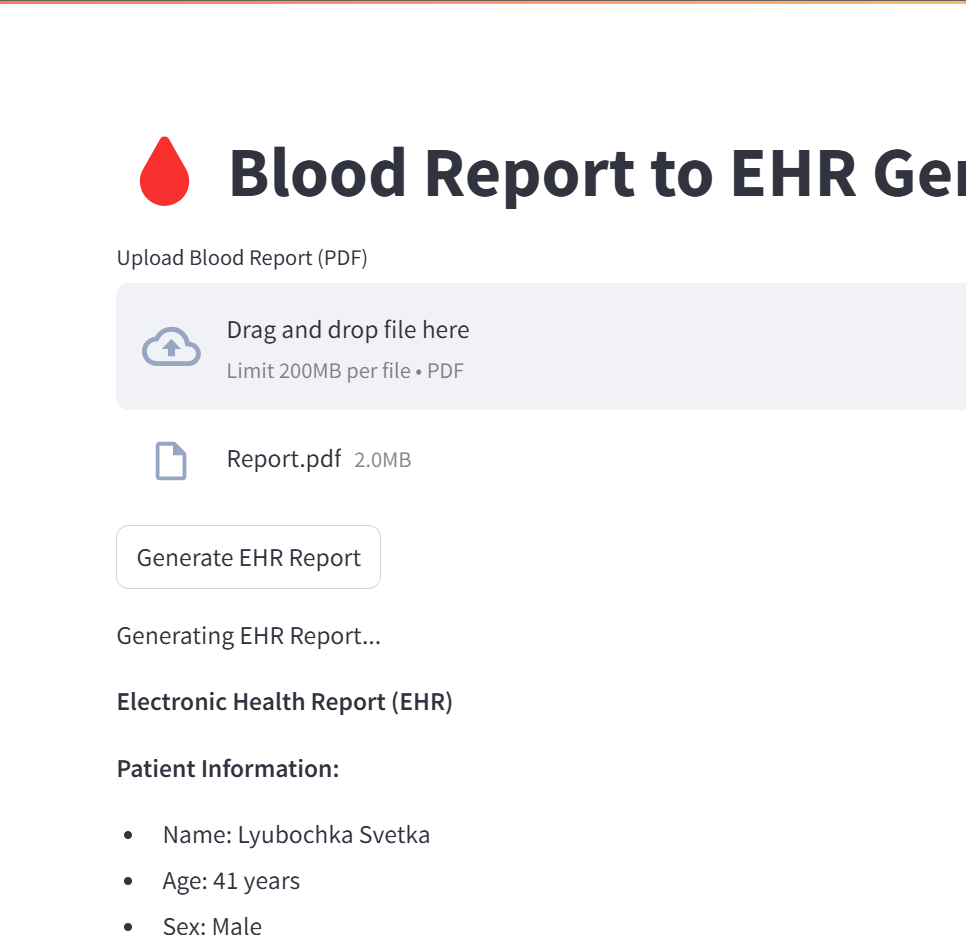 Blood Report to EHR Ger
Upload Blood Report (PDF)
Drag and drop file here
Limit 200MB per file • PDF
Report.pdf 2.0MB
Generate EHR Report
Generating EHR Report...
Electronic Health Report (EHR)
Patient Information:
• Name: Lyubochka Svetka
• Age: 41 years
• Sex: Male